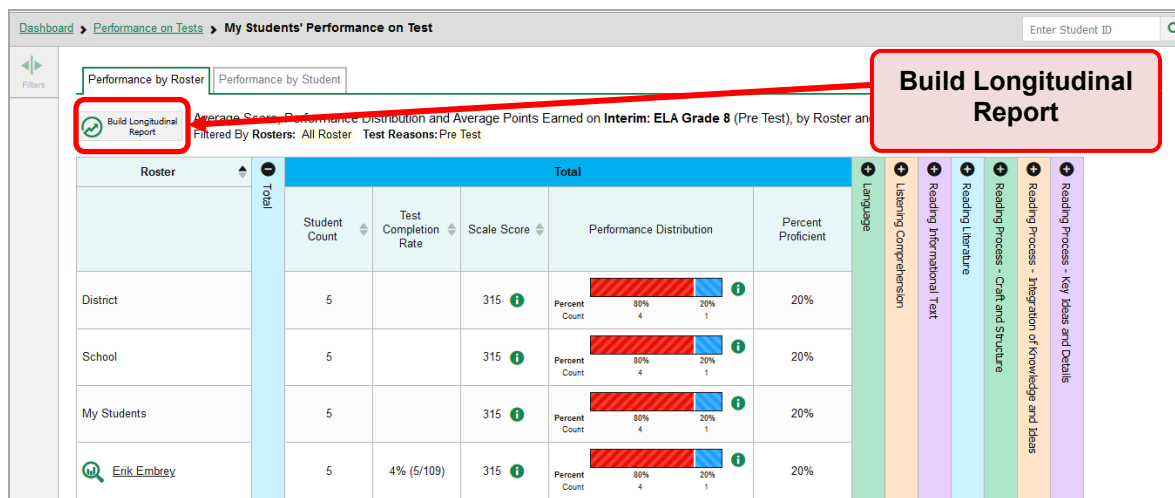 Dashboard > Performance on Tests > My Students' Performance on Test
Enter Student ID
Filters
Performance by Roster
Performance by Student
Build Longitudinal
Report
Build Longitudinal
Report
Average Score, Performance Distribution and Average Points Earned on Interim: ELA Grade 8 (Pre Test), by Roster and
Filtered By Rosters: All Roster Test Reasons: Pre Test
Roster
Total
Total
Language
Listening Comprehension
Reading Informational Text
Reading Literature
Reading Process - Craft and Structure
Reading Process - Integration of Knowledge and Ideas
Reading Process - Key Ideas and Details
Student
Count
Test
Completion
Rate
Scale Score
Performance Distribution
Percent
Proficient
District
5
315
Percent 80% 20%
Count 4 1
20%
School
5
315
Percent 80% 20%
Count 4 1
20%
My Students
5
315
Percent 80% 20%
Count 4 1
20%
Erik Embrey
5
4% (5/109)
315
Percent 80% 20%
Count 4 1
20%